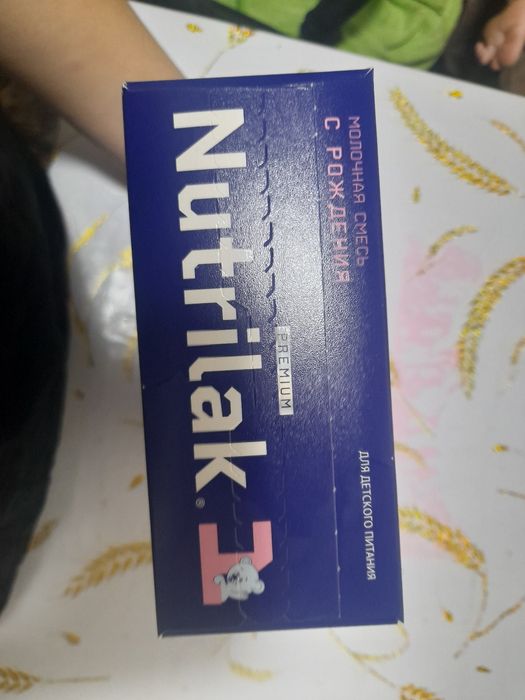 МОЛОЧНАЯ СМЕСЬ
С РОЖДЕНИЯ
PREMIUM
Nutrilak® 1
ДЛЯ ДЕТСКОГО ПИТАНИЯ